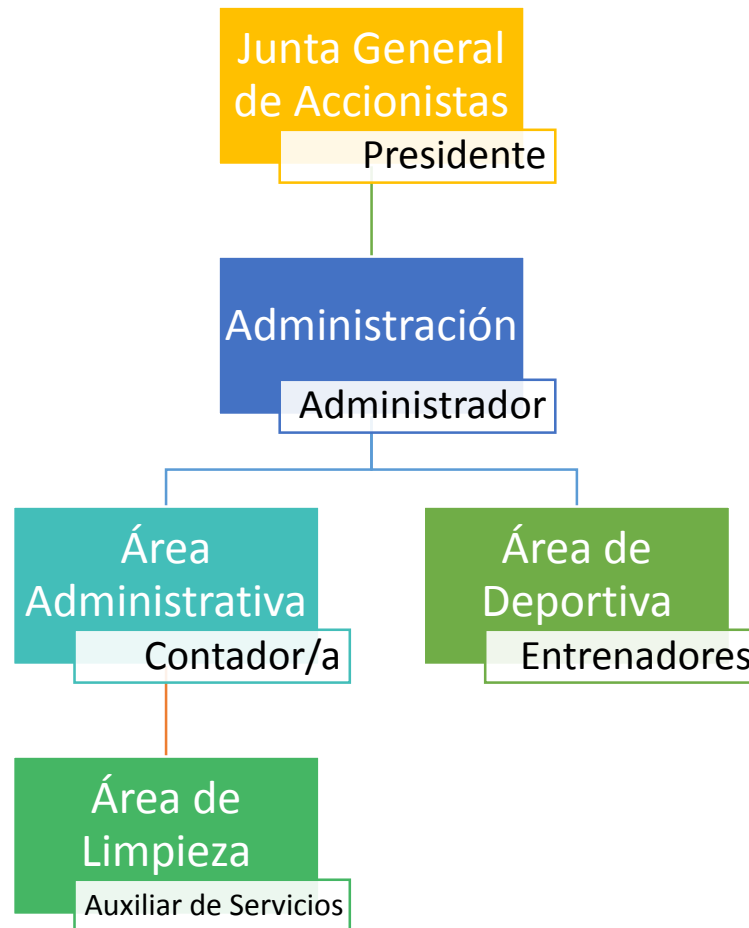 Junta General
de Accionistas
Presidente
Administración
Administrador
Área
Administrativa
Contador/a
Área de
Deportiva
Entrenadores
Área de
Limpieza
Auxiliar de Servicios